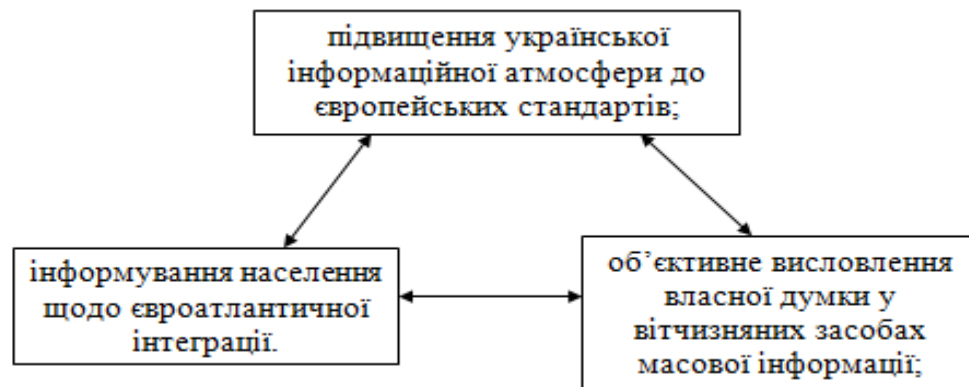 підвищення української
інформаційної атмосфери до
європейських стандартів;
інформування населення
щодо євроатлантичної
інтеграції.
об’єктивне висловлення
власної думки у
вітчизняних засобах
масової інформації;